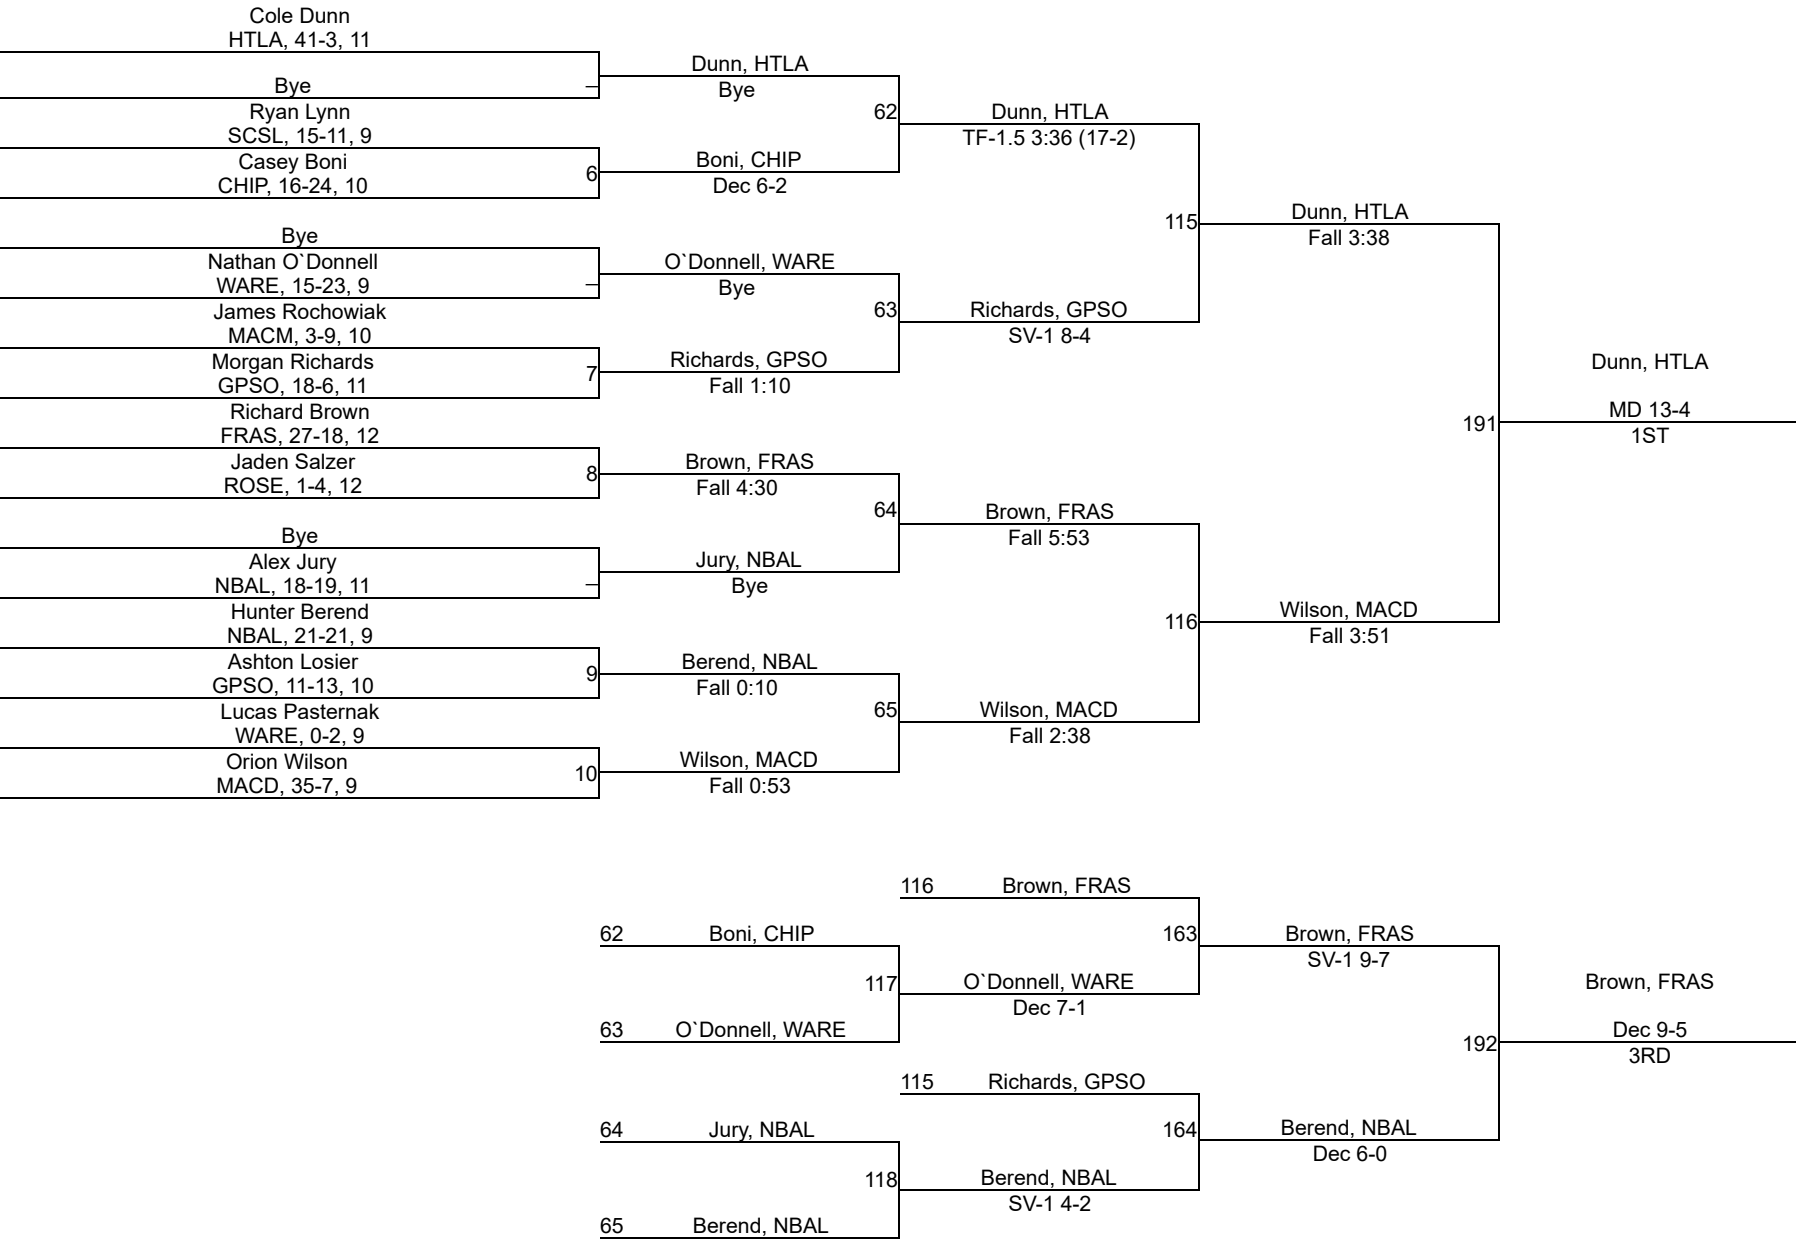 Cole Dunn
HTLA, 41-3, 11
Bye
Ryan Lynn
SCSL, 15-11, 9
Casey Boni
CHIP, 16-24, 10
6
Bye
Nathan O`Donnell
WARE, 15-23, 9
James Rochowiak
MACM, 3-9, 10
Morgan Richards
GPSO, 18-6, 11
7
Richard Brown
FRAS, 27-18, 12
Jaden Salzer
ROSE, 1-4, 12
8
Bye
Alex Jury
NBAL, 18-19, 11
Hunter Berend
NBAL, 21-21, 9
Ashton Losier
GPSO, 11-13, 10
9
Lucas Pasternak
WARE, 0-2, 9
Orion Wilson
MACD, 35-7, 9
10
Dunn, HTLA
Bye
62
Boni, CHIP
Dec 6-2
O`Donnell, WARE
Bye
63
Richards, GPSO
Fall 1:10
Brown, FRAS
Fall 4:30
64
Jury, NBAL
Bye
Berend, NBAL
Fall 0:10
65
Wilson, MACD
Fall 0:53
Dunn, HTLA
TF-1.5 3:36 (17-2)
115
Richards, GPSO
SV-1 8-4
Brown, FRAS
Fall 5:53
116
Wilson, MACD
Fall 2:38
Dunn, HTLA
Fall 3:38
191
Wilson, MACD
Fall 3:51
Dunn, HTLA
MD 13-4
1ST
62 Boni, CHIP
117
63 O`Donnell, WARE
64 Jury, NBAL
118
65 Berend, NBAL
116 Brown, FRAS
163
O`Donnell, WARE
Dec 7-1
115 Richards, GPSO
164
Berend, NBAL
SV-1 4-2
Brown, FRAS
SV-1 9-7
192
Berend, NBAL
Dec 6-0
Brown, FRAS
Dec 9-5
3RD